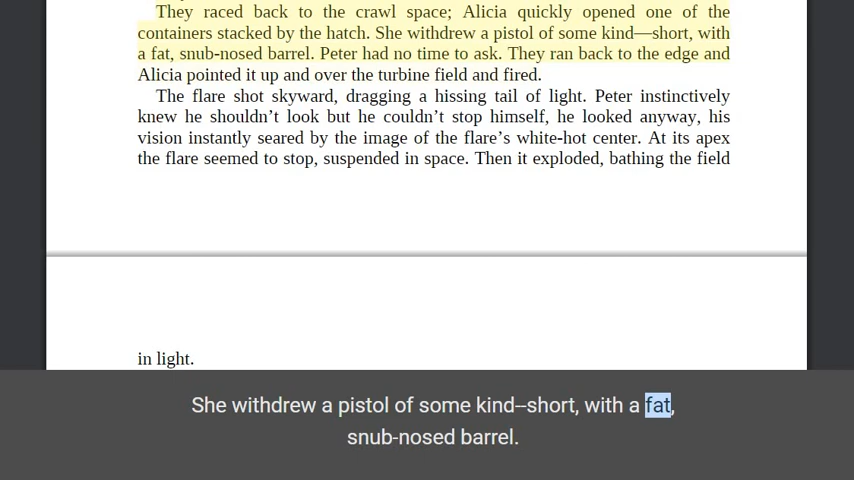 They raced back to the crawl space; Alicia quickly opened one of the
containers stacked by the hatch. She withdrew a pistol of some kind—short, with
a fat, snub-nosed barrel. Peter had no time to ask. They ran back to the edge and
Alicia pointed it up and over the turbine field and fired.
The flare shot skyward, dragging a hissing tail of light. Peter instinctively
knew he shouldn’t look but he couldn’t stop himself, he looked anyway, his
vision instantly seared by the image of the flare’s white-hot center. At its apex
the flare seemed to stop, suspended in space. Then it exploded, bathing the field
in light.
She withdrew a pistol of some kind--short, with a fat,
snub-nosed barrel.